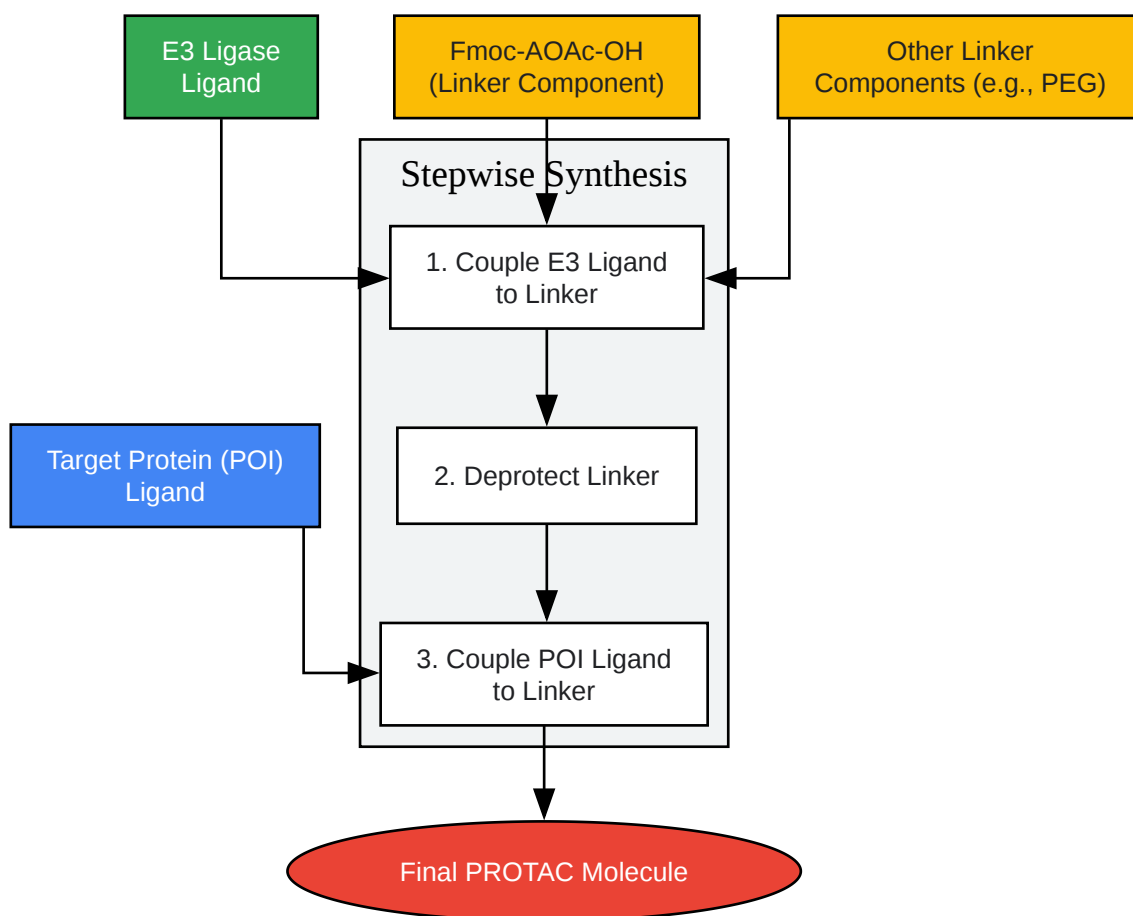 E3 Ligase
Ligand
Fmoc-AOAc-OH
(Linker Component)
Other Linker
Components (e.g., PEG)
Stepwise Synthesis
1. Couple E3 Ligand
to Linker
Target Protein (POI)
Ligand
2. Deprotect Linker
3. Couple POI Ligand
to Linker
Final PROTAC Molecule